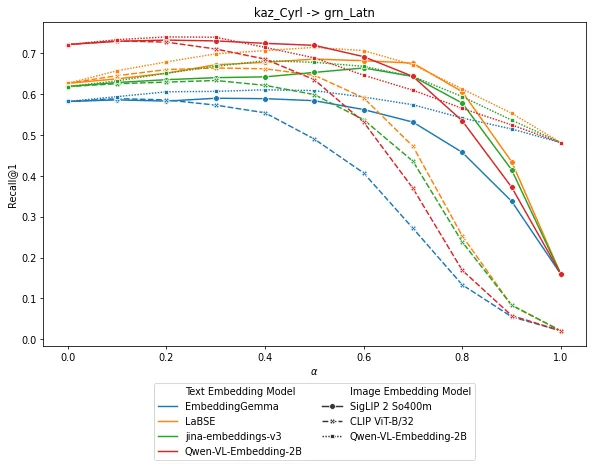 kaz_Cyrl -> grn_Latn
Recall@1
0.7
0.6
0.5
0.4
0.3
0.2
0.1
0.0
0.0 0.2 0.4 0.6 0.8 1.0
α
Text Embedding Model Image Embedding Model
EmbeddingGemma SigLIP 2 So400m
LaBSE CLIP ViT-B/32
jina-embeddings-v3 Qwen-VL-Embedding-2B
Qwen-VL-Embedding-2B